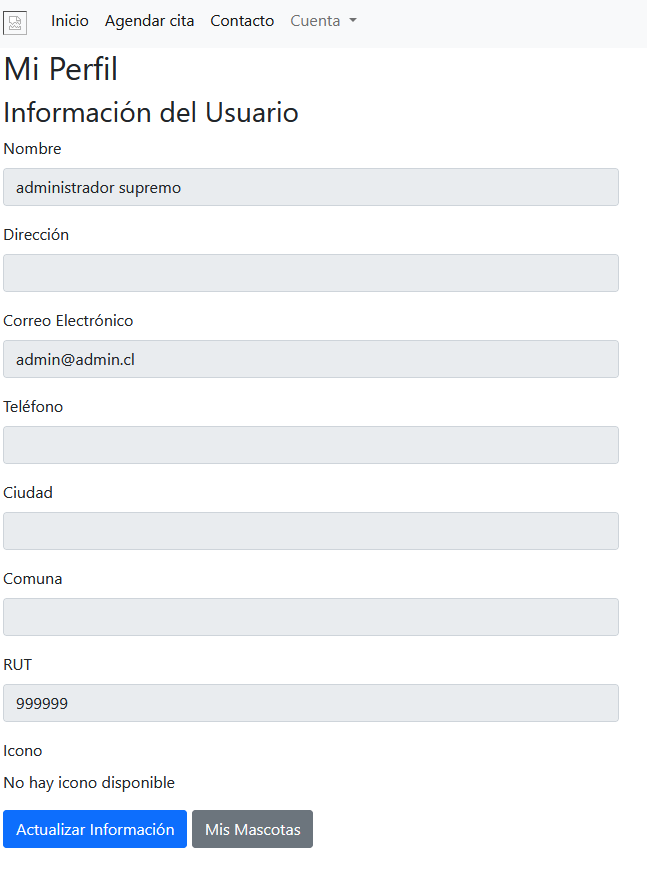 Inicio Agendar cita Contacto Cuenta
Mi Perfil
Información del Usuario
Nombre
administrador supremo
Dirección
Correo Electrónico
admin@admin.cl
Teléfono
Ciudad
Comuna
RUT
999999
Icono
No hay icono disponible
Actualizar Información Mis Mascotas